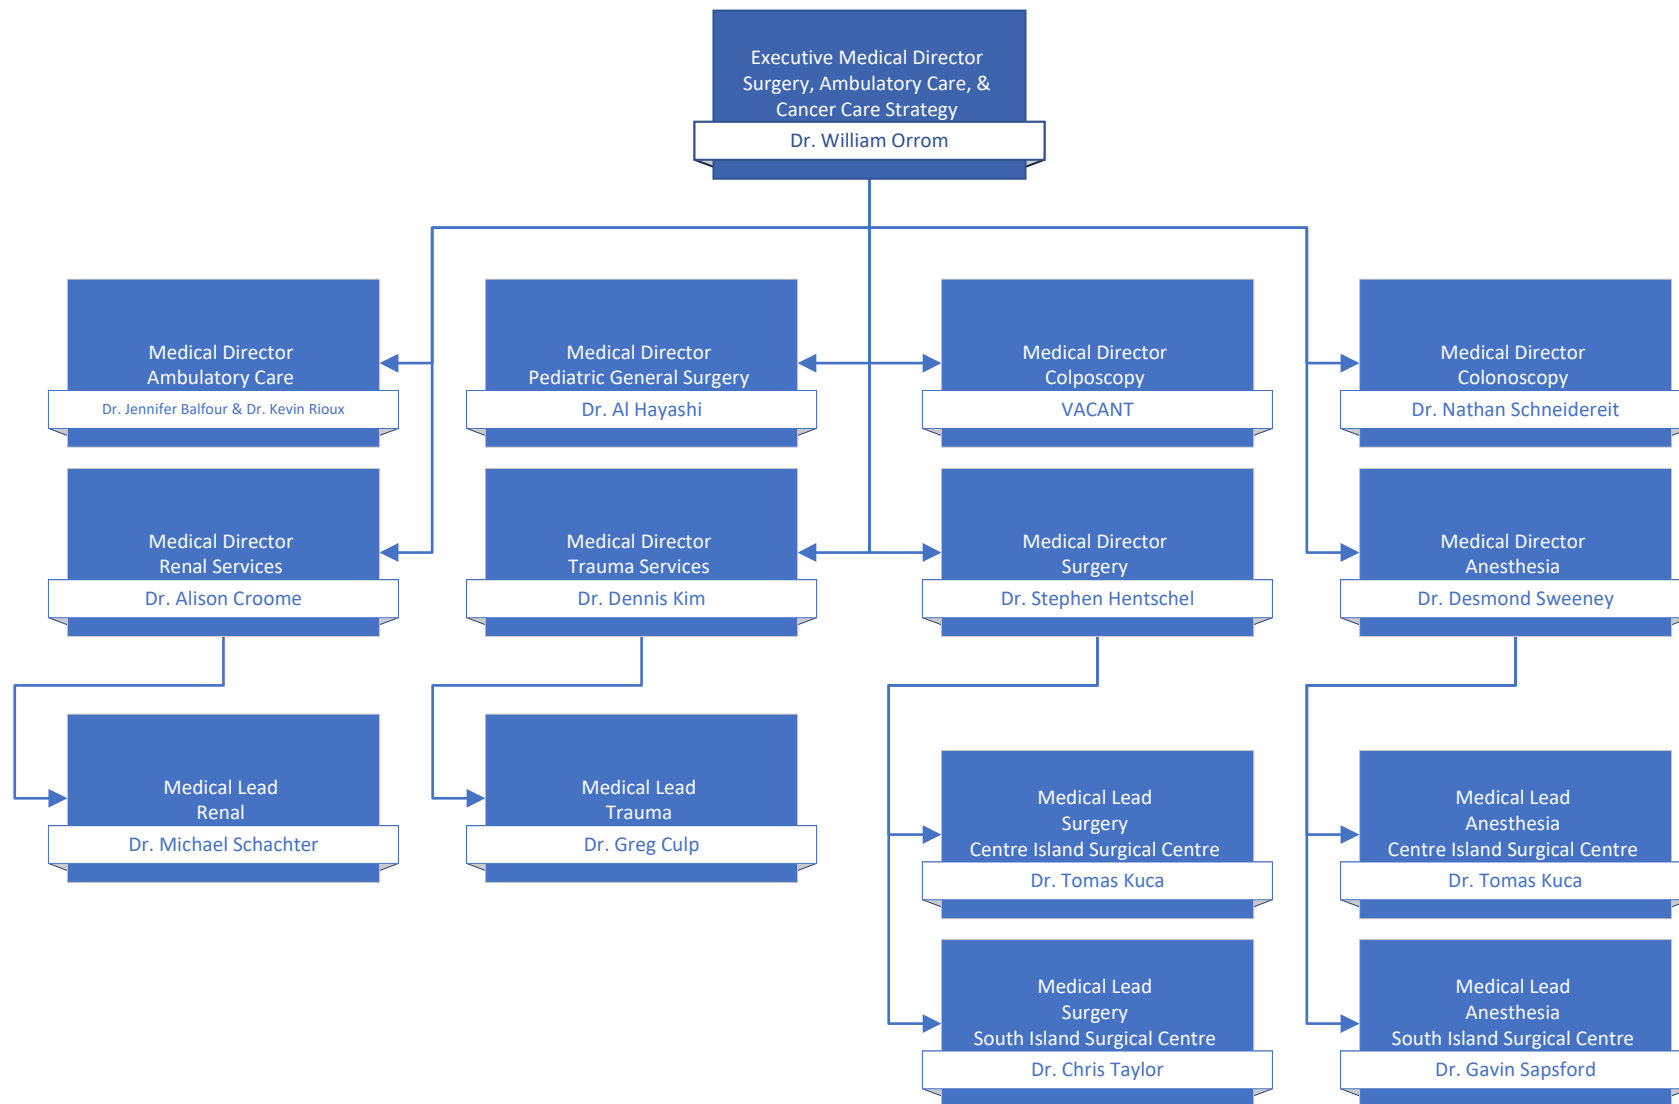 Executive Medical Director
Surgery, Ambulatory Care, &
Cancer Care Strategy
Dr. William Orrom
Medical Director
Ambulatory Care
Dr. Jennifer Balfour & Dr. Kevin Rioux
Medical Director
Pediatric General Surgery
Dr. Al Hayashi
Medical Director
Colposcopy
VACANT
Medical Director
Colonoscopy
Dr. Nathan Schneidereit
Medical Director
Renal Services
Dr. Alison Croome
Medical Director
Trauma Services
Dr. Dennis Kim
Medical Director
Surgery
Dr. Stephen Hentschel
Medical Director
Anesthesia
Dr. Desmond Sweeney
Medical Lead
Renal
Dr. Michael Schachter
Medical Lead
Trauma
Dr. Greg Culp
Medical Lead
Surgery
Centre Island Surgical Centre
Dr. Tomas Kuca
Medical Lead
Anesthesia
Centre Island Surgical Centre
Dr. Tomas Kuca
Medical Lead
Surgery
South Island Surgical Centre
Dr. Chris Taylor
Medical Lead
Anesthesia
South Island Surgical Centre
Dr. Gavin Sapsford